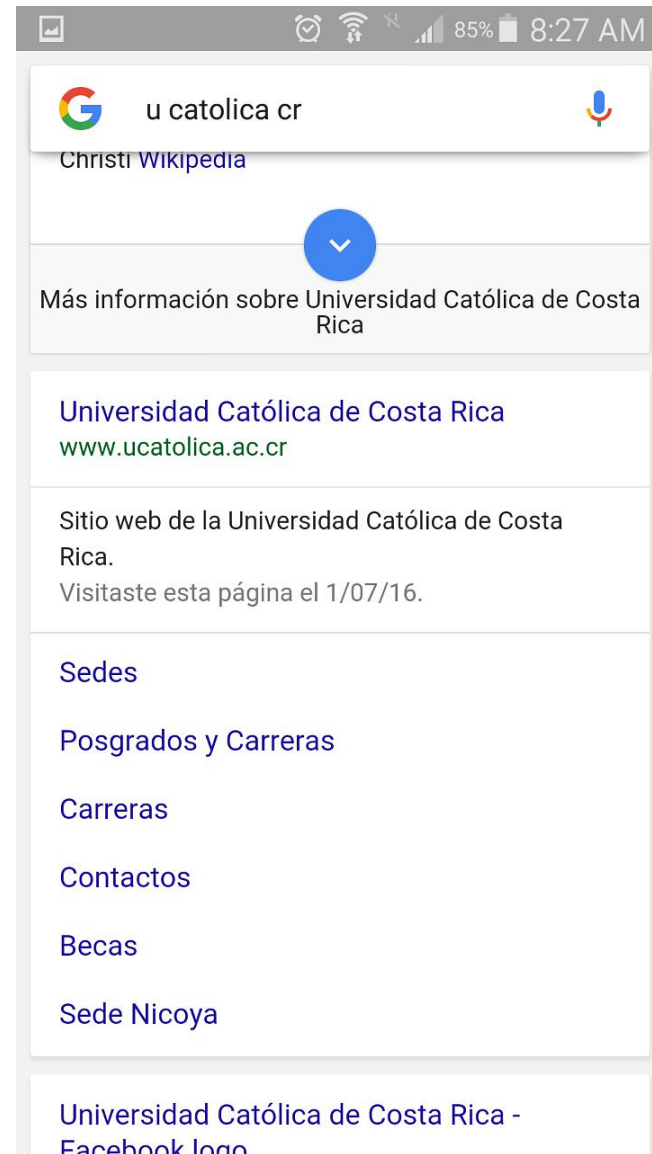 85% 8:27 AM
u catolica cr
Christi Wikipedia
Más información sobre Universidad Católica de Costa
Rica
Universidad Católica de Costa Rica
www.ucatolica.ac.cr
Sitio web de la Universidad Católica de Costa
Rica.
Visitaste esta página el 1/07/16.
Sedes
Posgrados y Carreras
Carreras
Contactos
Becas
Sede Nicoya
Universidad Católica de Costa Rica -
Facebook logo